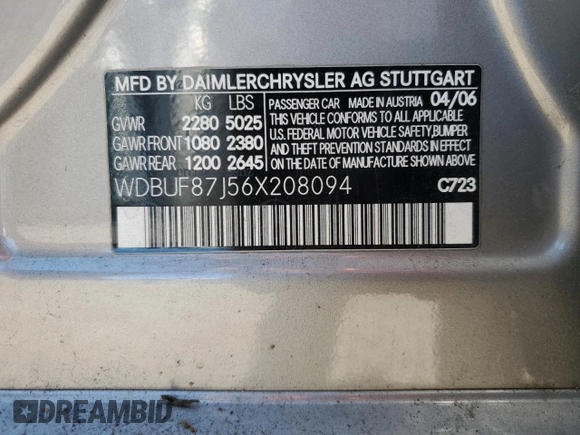 MFD BY DAIMLERCHRYSLER AG STUTTGART
KG LBS
GVWR 2280 5025
GAWR FRONT 1080 2380
GAWR REAR 1200 2645
PASSENGER CAR MADE IN AUSTRIA 04/06
THIS VEHICLE CONFORMS TO ALL APPLICABLE
U.S. FEDERAL MOTOR VEHICLE SAFETY, BUMPER
AND THEFT PREVENTION STANDARDS
IN EFFECT ON THE DATE OF
MANUFACTURE SHOWN ABOVE
WDBUF87J56X208094 C723
DREAMBID